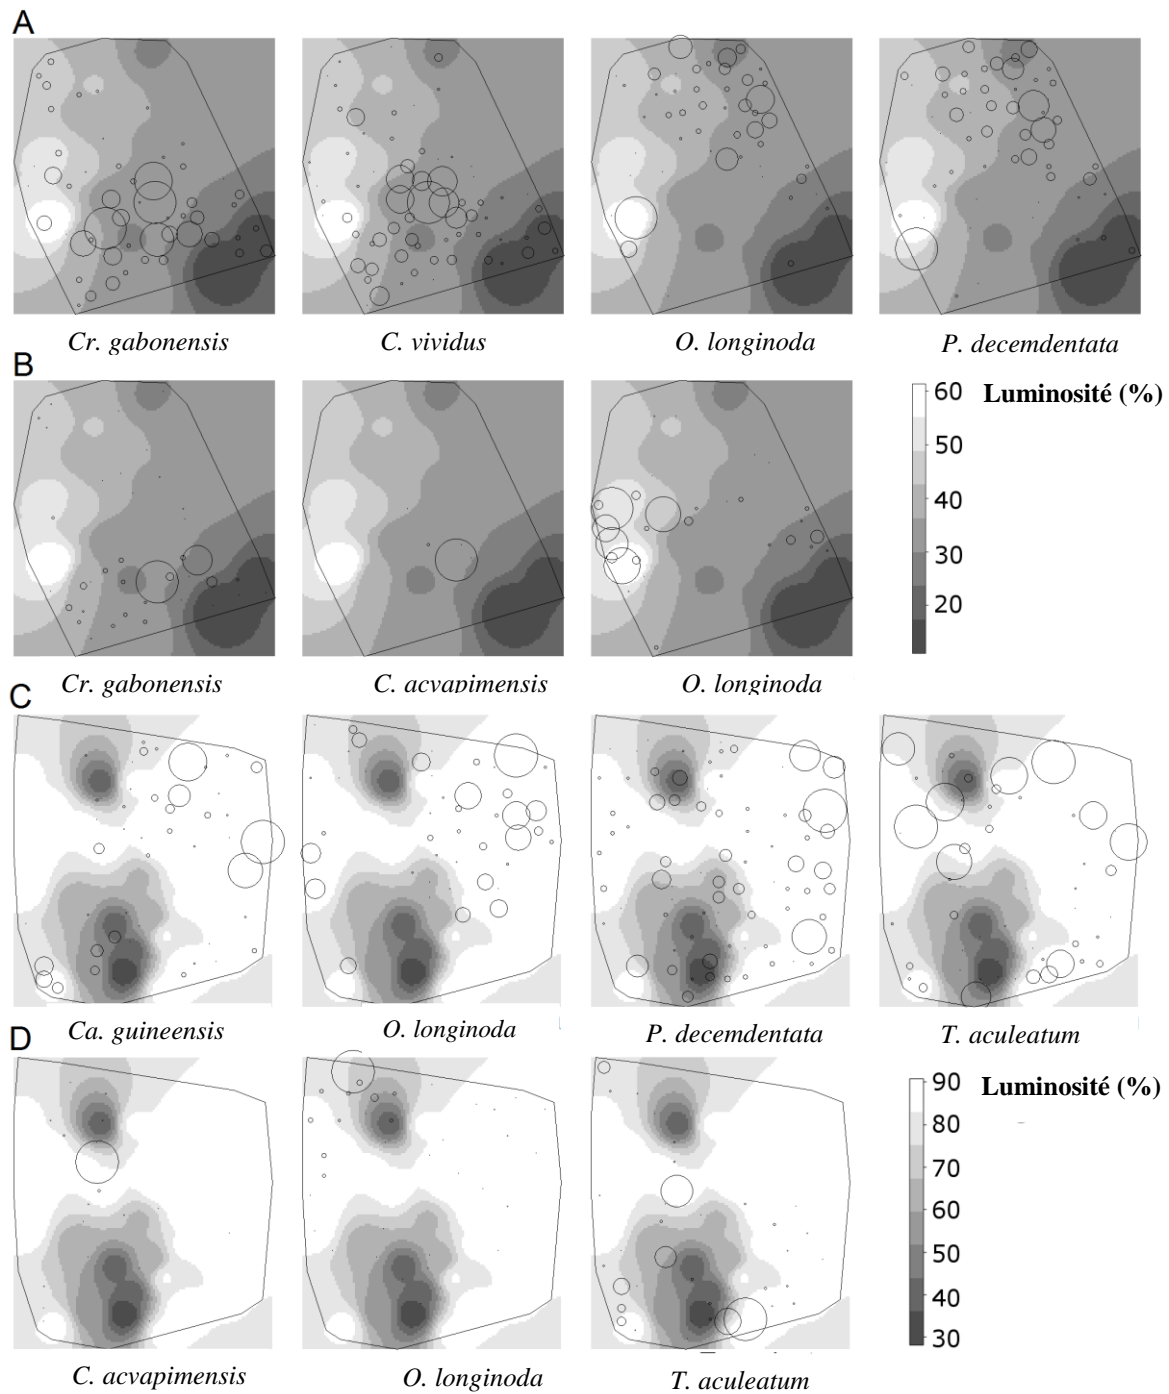 A
Cr. gabonensis
C. vividus
O. longinoda
P. decemdentata
B
60
Luminosité (%)
50
40
30
20
Cr. gabonensis
C. acvapimensis
O. longinoda
C
Ca. guineensis
O. longinoda
P. decemdentata
T. aculeatum
D
90
Luminosité (%)
80
70
60
50
40
30
C. acvapimensis
O. longinoda
T. aculeatum